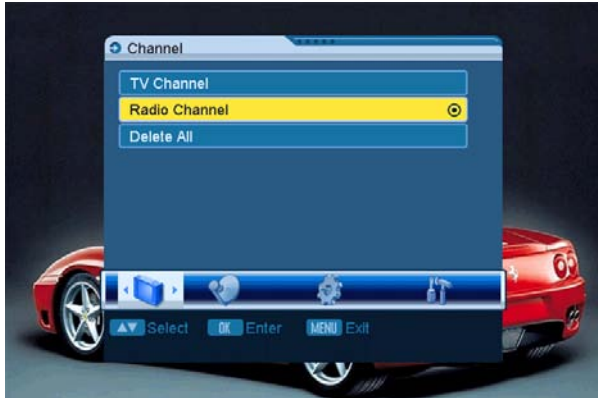 Channel
TV Channel
Radio Channel
Delete All
▲▼ Select OK Enter MENU Exit